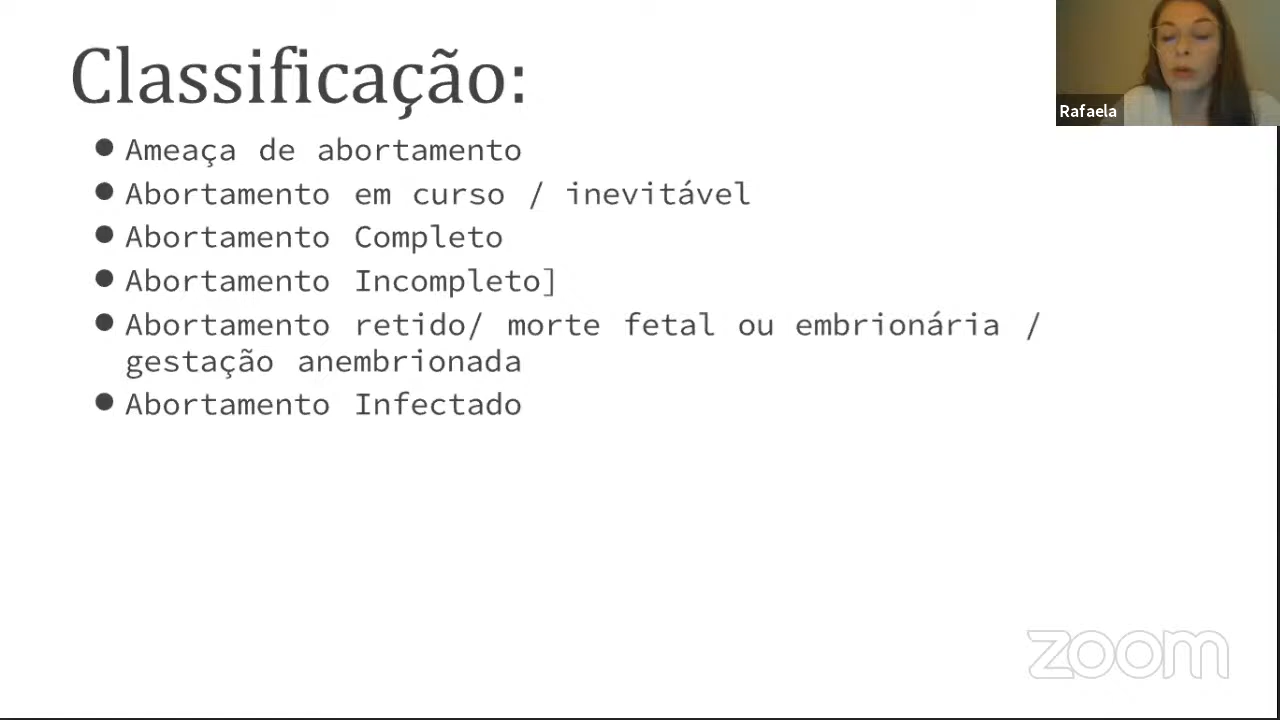 Classificação:
Rafaela
● Ameaça de abortamento
● Abortamento em curso / inevitável
● Abortamento Completo
● Abortamento Incompleto]
● Abortamento retido/ morte fetal ou embrionária /
gestação anembrionada
● Abortamento Infectado
zoom